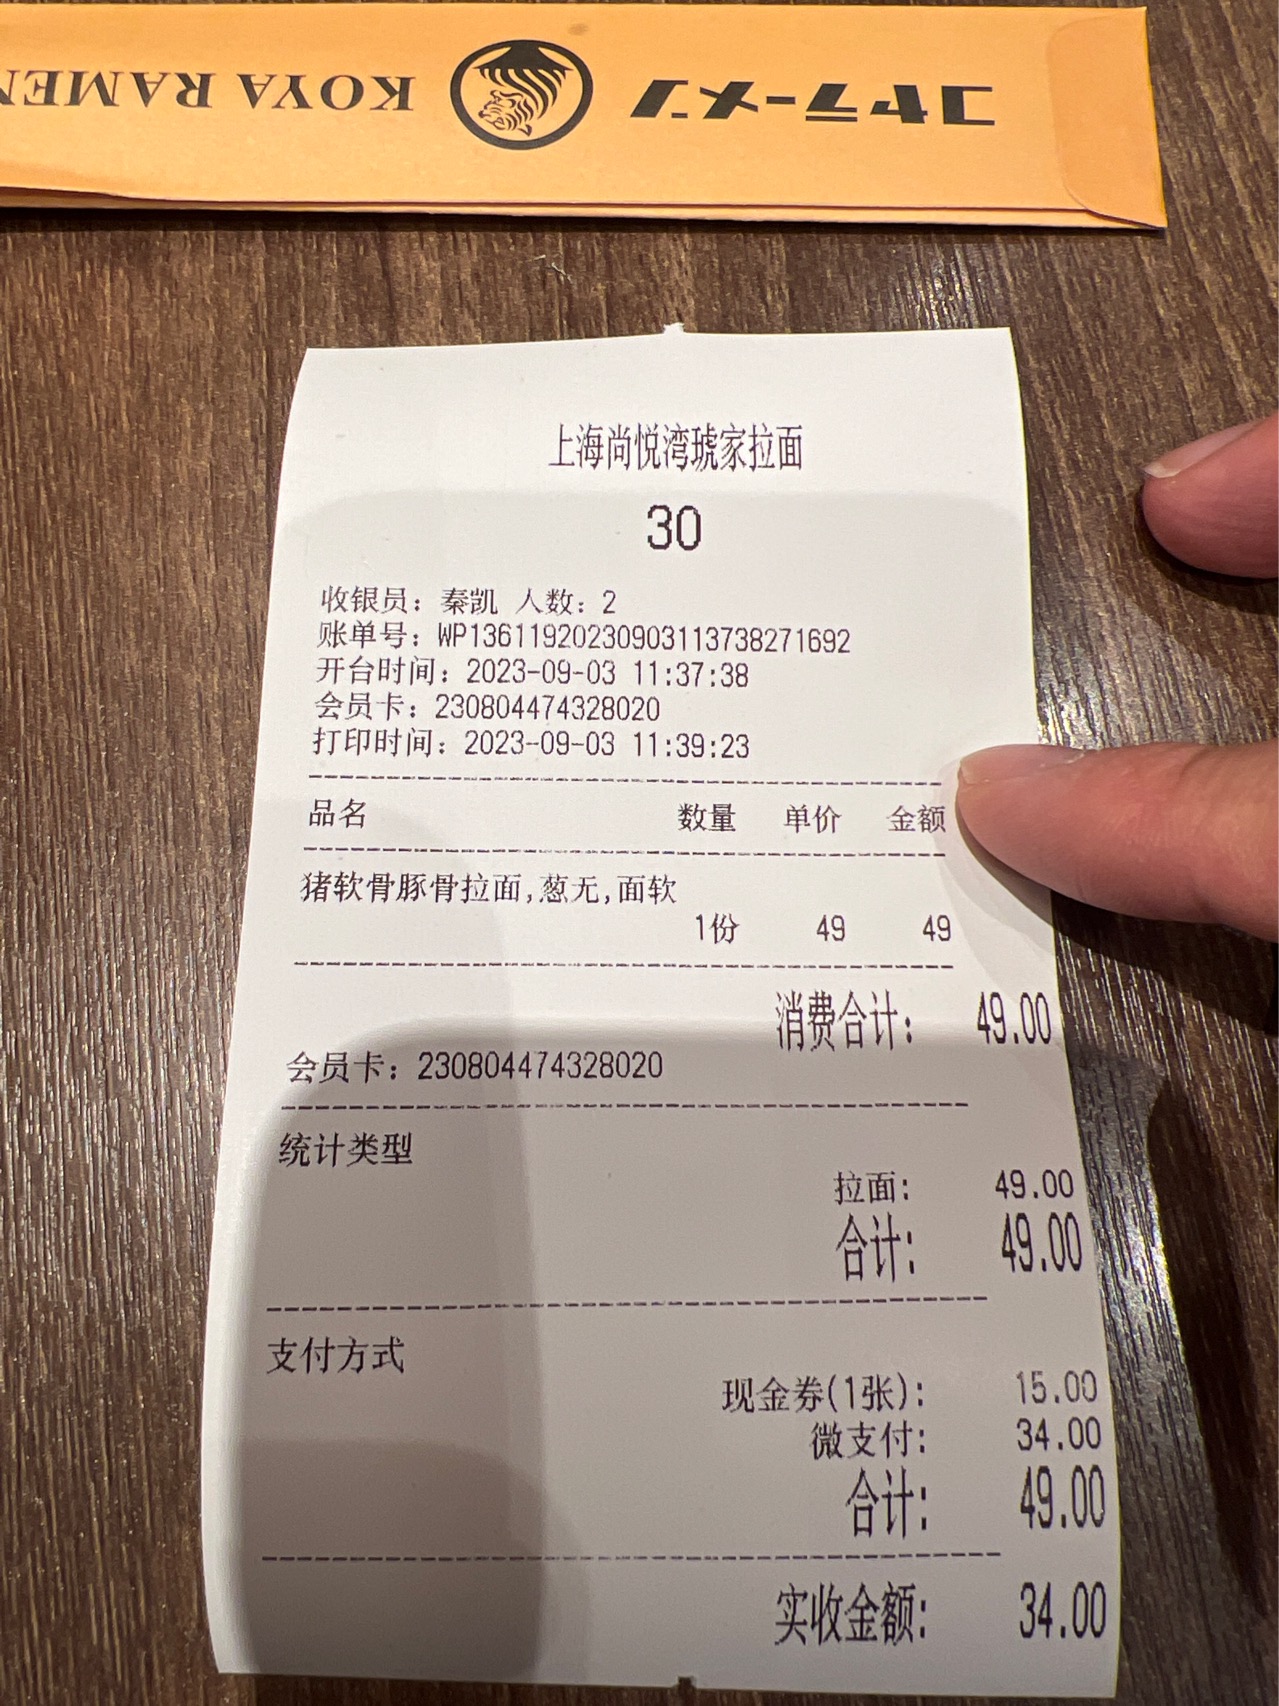 コヤラーメン
KOYA RAMEN
上海尚悦湾琥家拉面
30
收银员：秦凯 人数：2
账单号：WP13611920230903113738271692
开台时间：2023-09-03 11:37:38
会员卡：230804474328020
打印时间：2023-09-03 11:39:23
品名 数量 单价 金额
猪软骨豚骨拉面,葱无,面软
1份 49 49
消费合计： 49.00
会员卡：230804474328020
统计类型
拉面： 49.00
合计： 49.00
支付方式
现金券(1张)： 15.00
微支付： 34.00
合计： 49.00
实收金额： 34.00